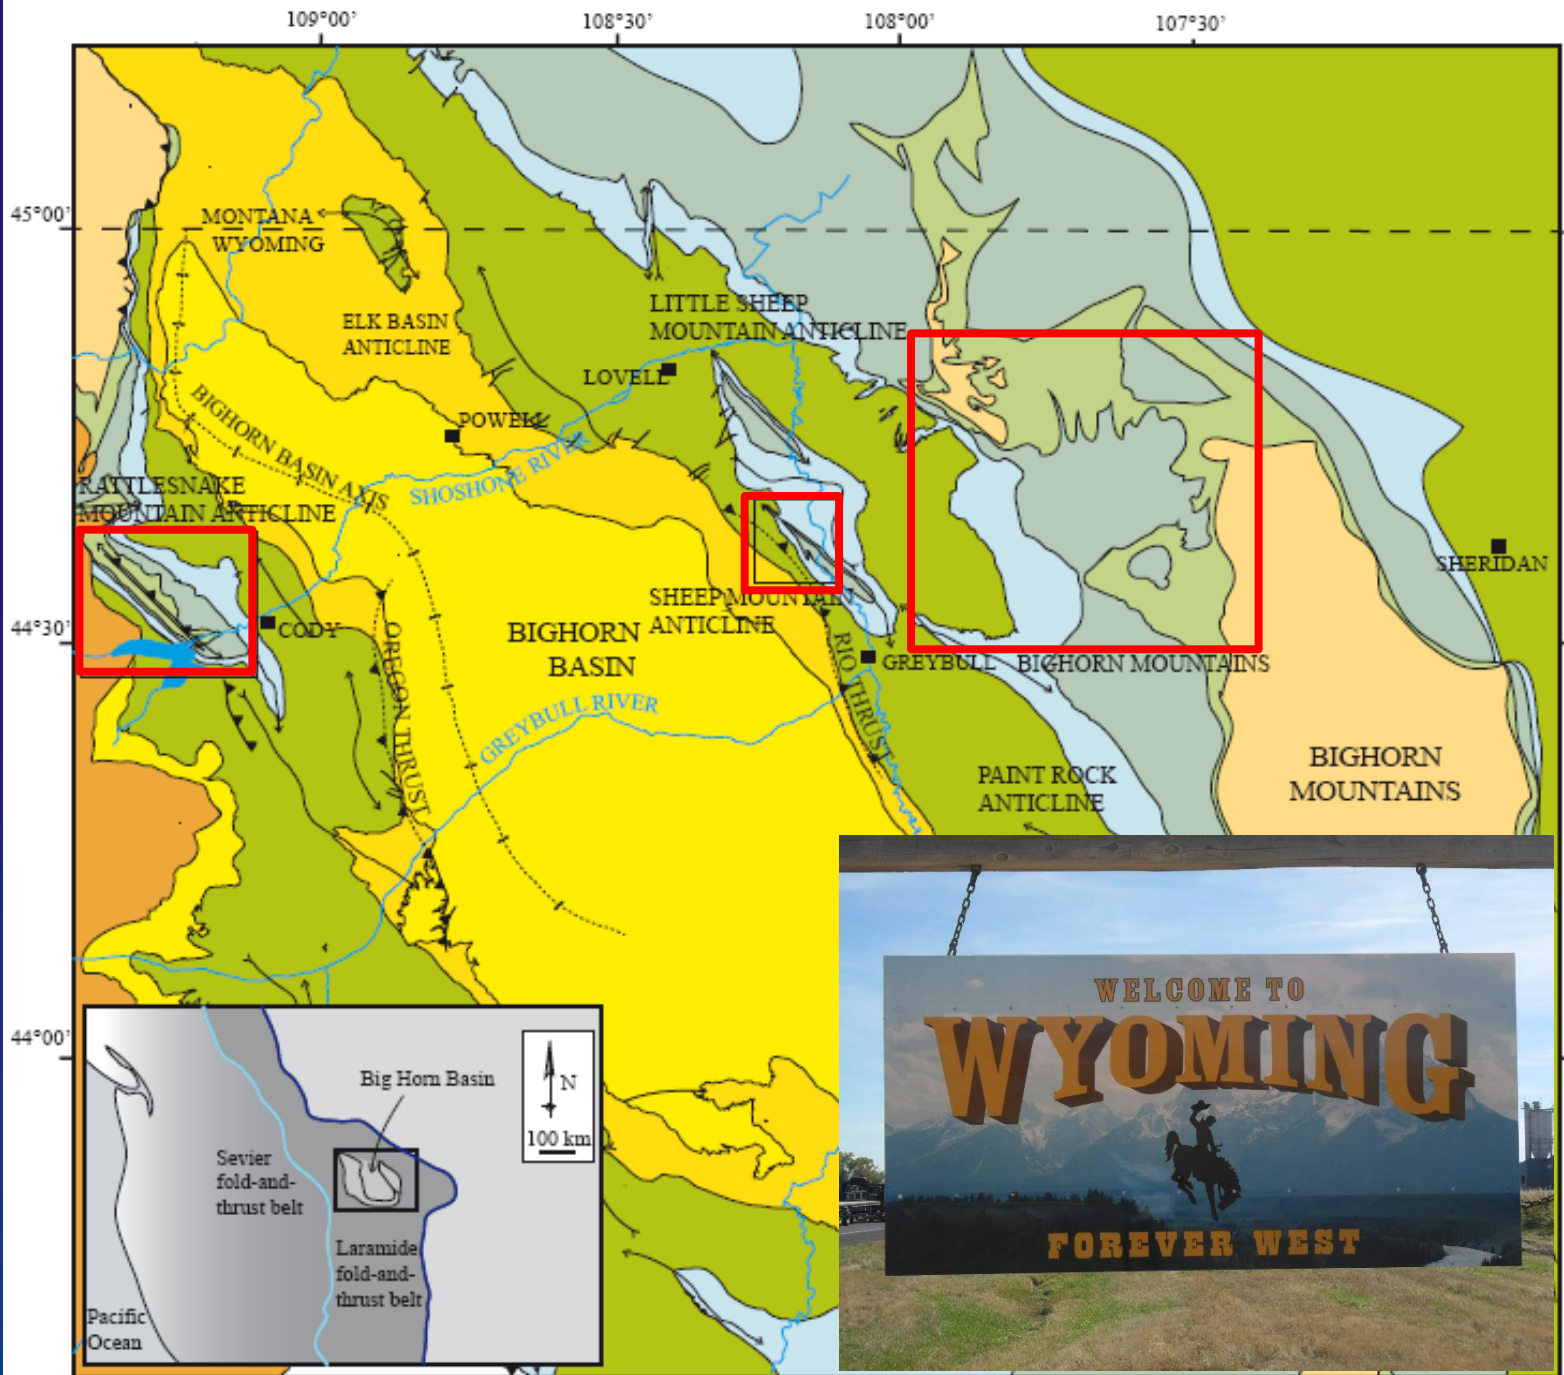 109°00'
108°30'
108°00'
107°30'
45°00'
MONTANA
WYOMING
ELK BASIN
ANTICLINE
LITTLE SHEEP
MOUNTAIN ANTICLINE
LOVELL
POWELL
BIGHORN BASIN AXIS
SHOSHONE RIVER
RATTLESNAKE
MOUNTAIN ANTICLINE
SHERIDAN
44°30'
CODY
OREGON THRUST
BIGHORN
BASIN
SHEEP MOUNTAIN
ANTICLINE
RIO THRUST
GREYBULL
BIGHORN MOUNTAINS
GREYBULL RIVER
BIGHORN
MOUNTAINS
PAINT ROCK
ANTICLINE
44°00'
Big Horn Basin
N
100 km
Sevier
fold-and-
thrust belt
Laramide
fold-and-
thrust belt
Pacific
Ocean
WELCOME TO
WYOMING
FOREVER WEST